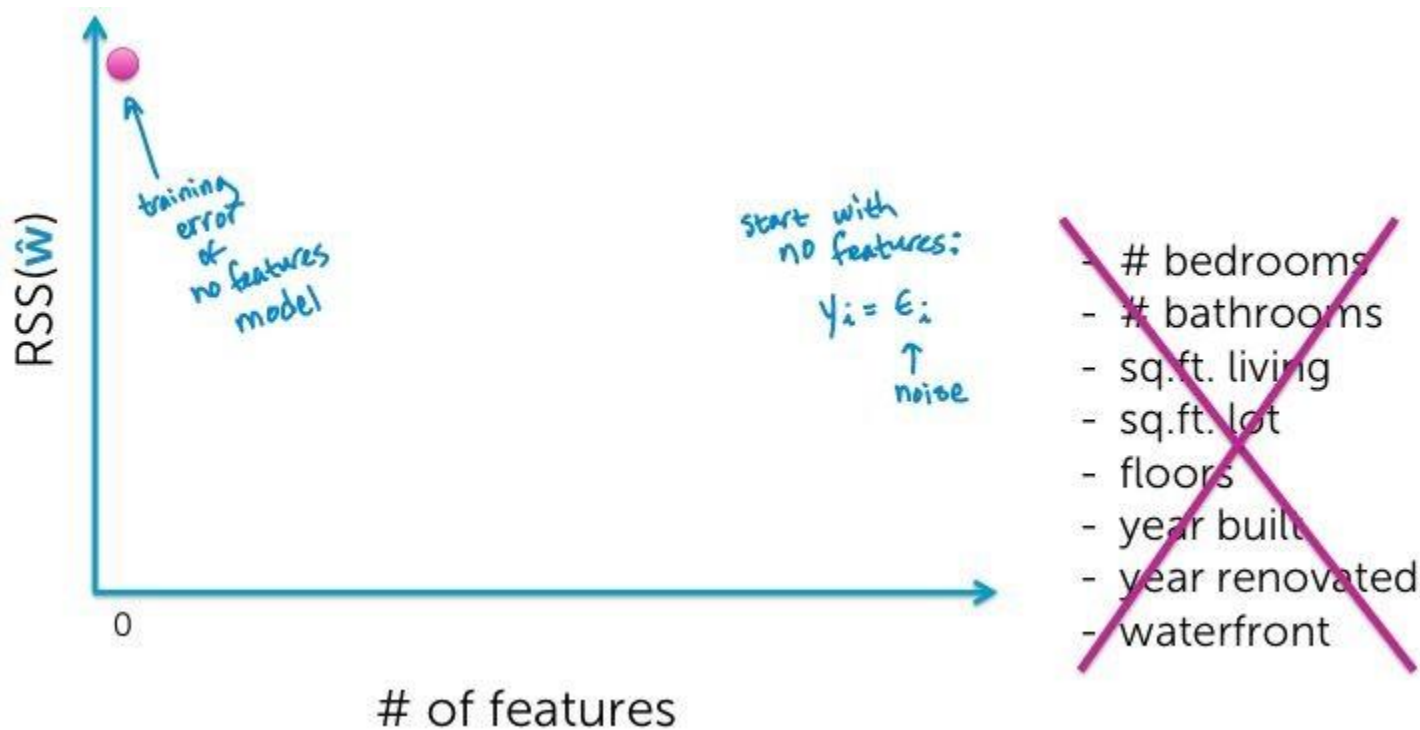 RSS(ŵ)
training
error
of
no features
model
start with
no features:
yᵢ = εᵢ
↑
noise
- # bedrooms
- # bathrooms
- sq.ft. living
- sq.ft. lot
- floors
- year built
- year renovated
- waterfront
0
# of features